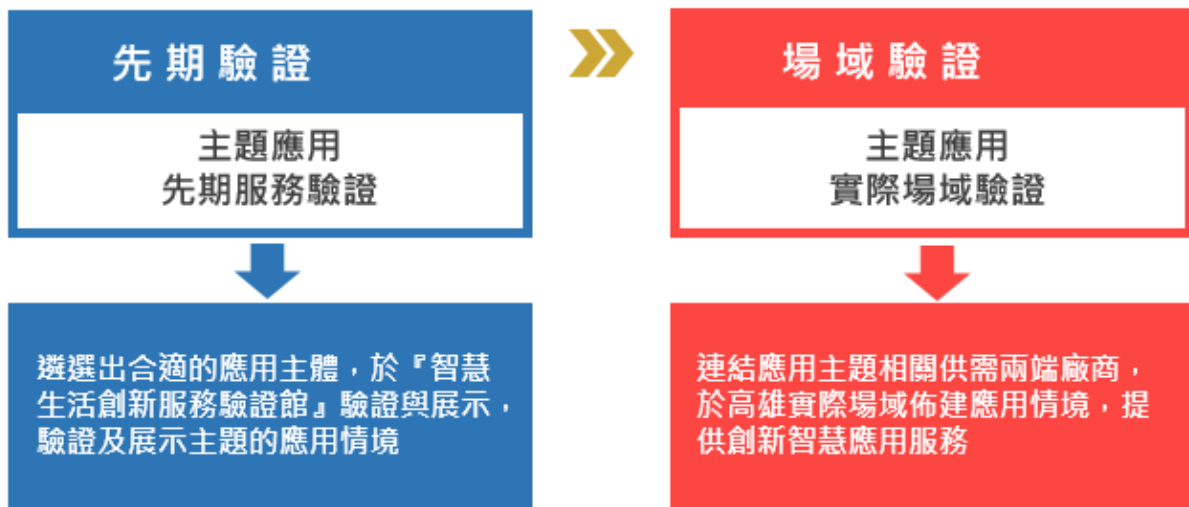 先期驗證
主題應用
先期服務驗證
遴選出合適的應用主體，於『智慧
生活創新服務驗證館』驗證與展示，
驗證及展示主題的應用情境
場域驗證
主題應用
實際場域驗證
連結應用主題相關供需兩端廠商，
於高雄實際場域佈建應用情境，提
供創新智慧應用服務